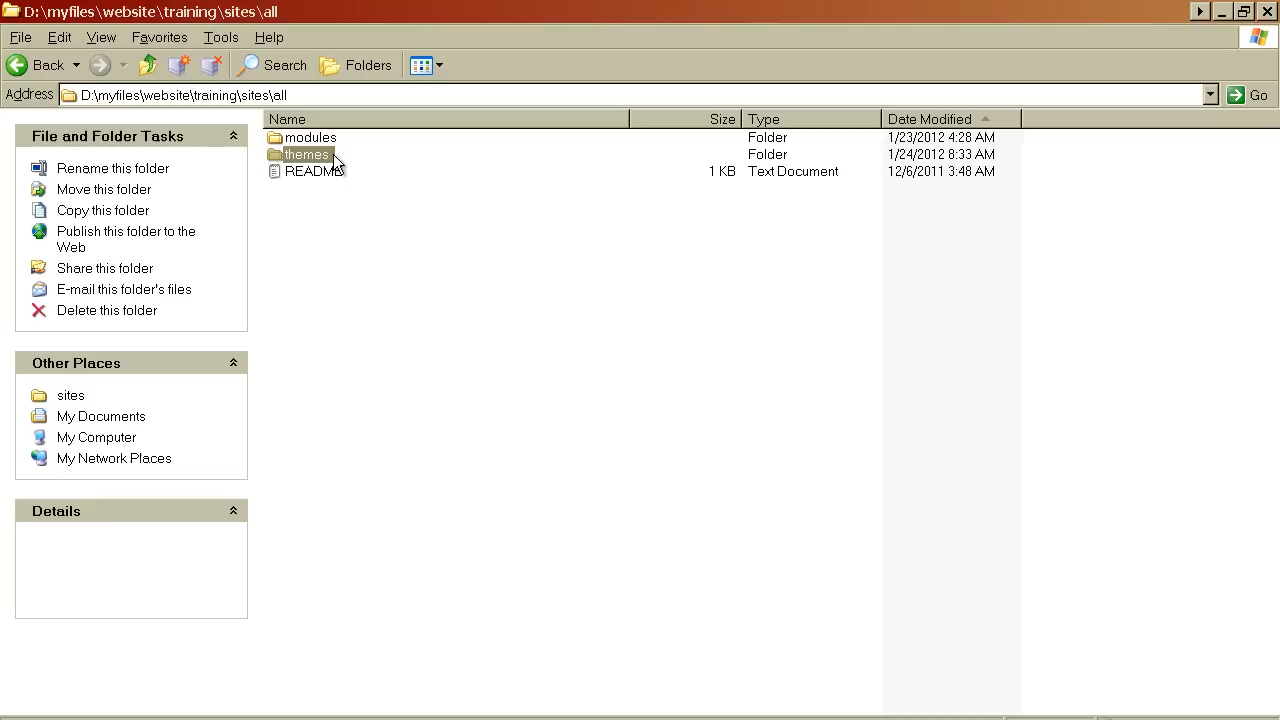 D:\myfiles\website\training\sites\all
File Edit View Favorites Tools Help
Back Search Folders
Address D:\myfiles\website\training\sites\all Go
Name Size Type Date Modified
modules Folder 1/23/2012 4:28 AM
themes Folder 1/24/2012 8:33 AM
README 1 KB Text Document 12/6/2011 3:48 AM
File and Folder Tasks
Rename this folder
Move this folder
Copy this folder
Publish this folder to the
Web
Share this folder
E-mail this folder's files
Delete this folder
Other Places
sites
My Documents
My Computer
My Network Places
Details